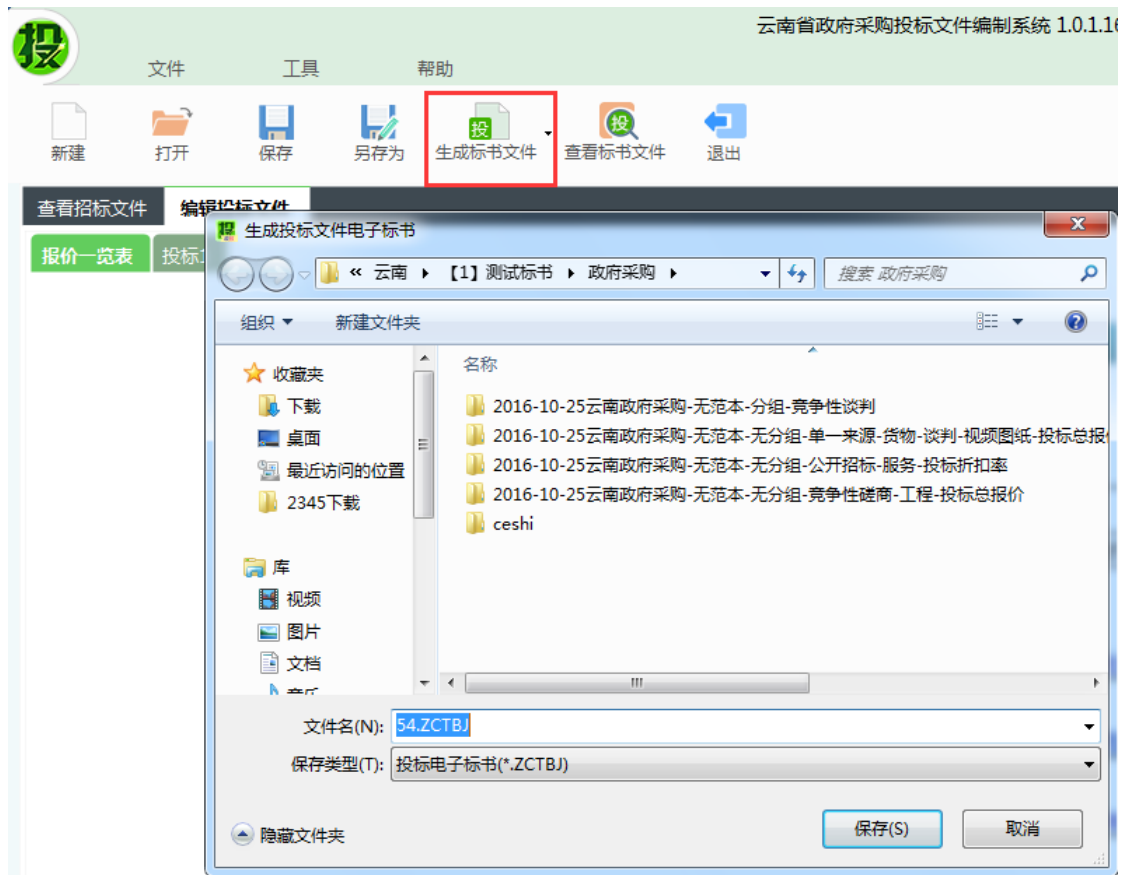 云南省政府采购投标文件编制系统 1.0.1.16
投
文件 工具 帮助
投 投
新建 打开 保存 另存为 生成标书文件 查看标书文件 退出
查看招标文件 编辑投标文件
生成投标文件电子标书
报价一览表 投标
« 云南 ▸ 【1】测试标书 ▸ 政府采购 ▸ 搜索 政府采购
组织 新建文件夹
名称
收藏夹
下载
桌面
最近访问的位置
2345下载
库
视频
图片
文档
音乐
2016-10-25云南政府采购-无范本-分组-竞争性谈判
2016-10-25云南政府采购-无范本-无分组-单一来源-货物-谈判-视频图纸-投标总报价
2016-10-25云南政府采购-无范本-无分组-公开招标-服务-投标折扣率
2016-10-25云南政府采购-无范本-无分组-竞争性磋商-工程-投标总报价
ceshi
文件名(N): 54.ZCTBJ
保存类型(T): 投标电子标书(*.ZCTBJ)
隐藏文件夹 保存(S) 取消